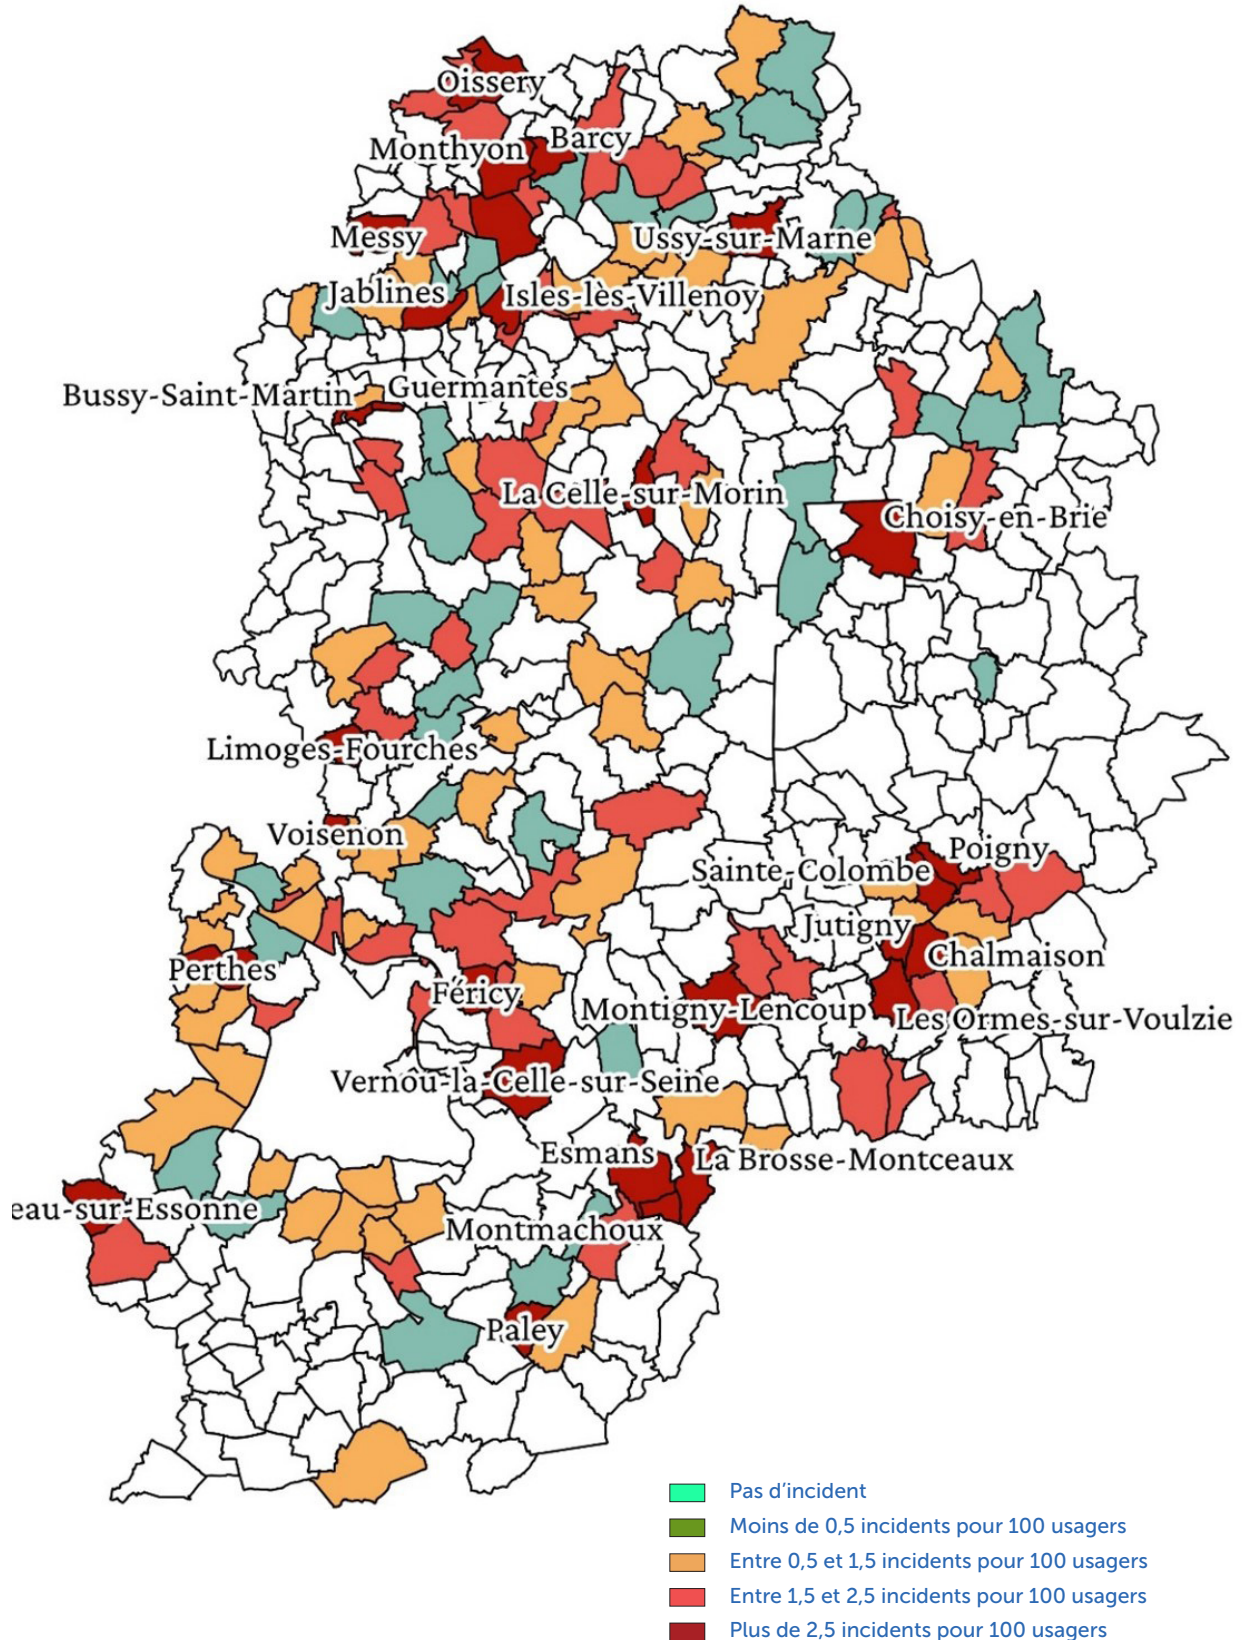 Oissery
Barcy
Monthyon
Messy
Ussy-sur-Marne
Jablines
Isles-lès-Villenoy
Guermantes
Bussy-Saint-Martin
La Celle-sur-Morin
Choisy-en-Brie
Limoges-Fourches
Voisenon
Poigny
Sainte-Colombe
Jutigny
Chalmaison
Perthes
Féricy
Montigny-Lencoup
Les Ormes-sur-Voulzie
Vernou-la-Celle-sur-Seine
Esmans
La Brosse-Montceaux
eau-sur-Essonne
Montmachoux
Paley
Pas d'incident
Moins de 0,5 incidents pour 100 usagers
Entre 0,5 et 1,5 incidents pour 100 usagers
Entre 1,5 et 2,5 incidents pour 100 usagers
Plus de 2,5 incidents pour 100 usagers